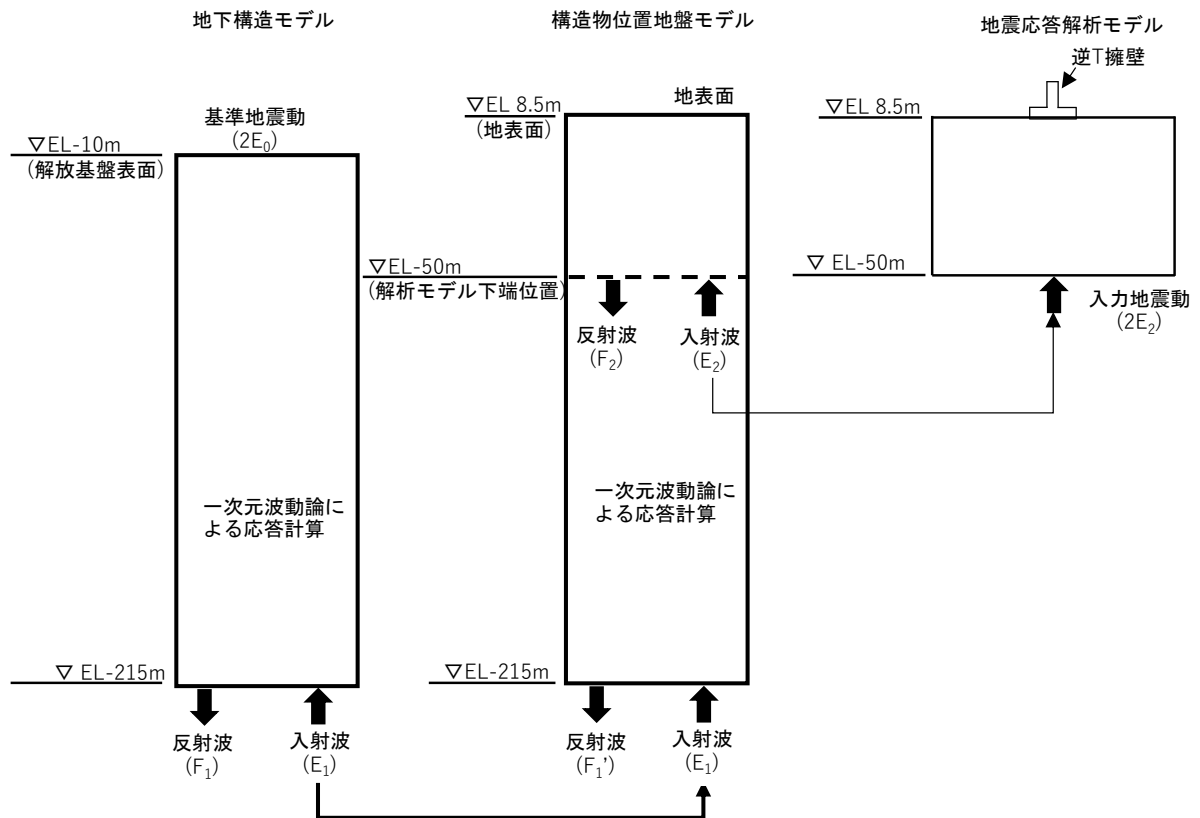 地下構造モデル
基準地震動
(2E₀)
▽EL-10m
(解放基盤表面)
一次元波動論に
よる応答計算
▽ EL-215m
反射波
(F₁)
入射波
(E₁)
構造物位置地盤モデル
▽EL 8.5m
(地表面)
地表面
▽EL-50m
(解析モデル下端位置)
反射波
(F₂)
入射波
(E₂)
一次元波動論に
よる応答計算
▽EL-215m
反射波
(F₁')
入射波
(E₁)
地震応答解析モデル
逆T擁壁
▽EL 8.5m
▽ EL-50m
入力地震動
(2E₂)